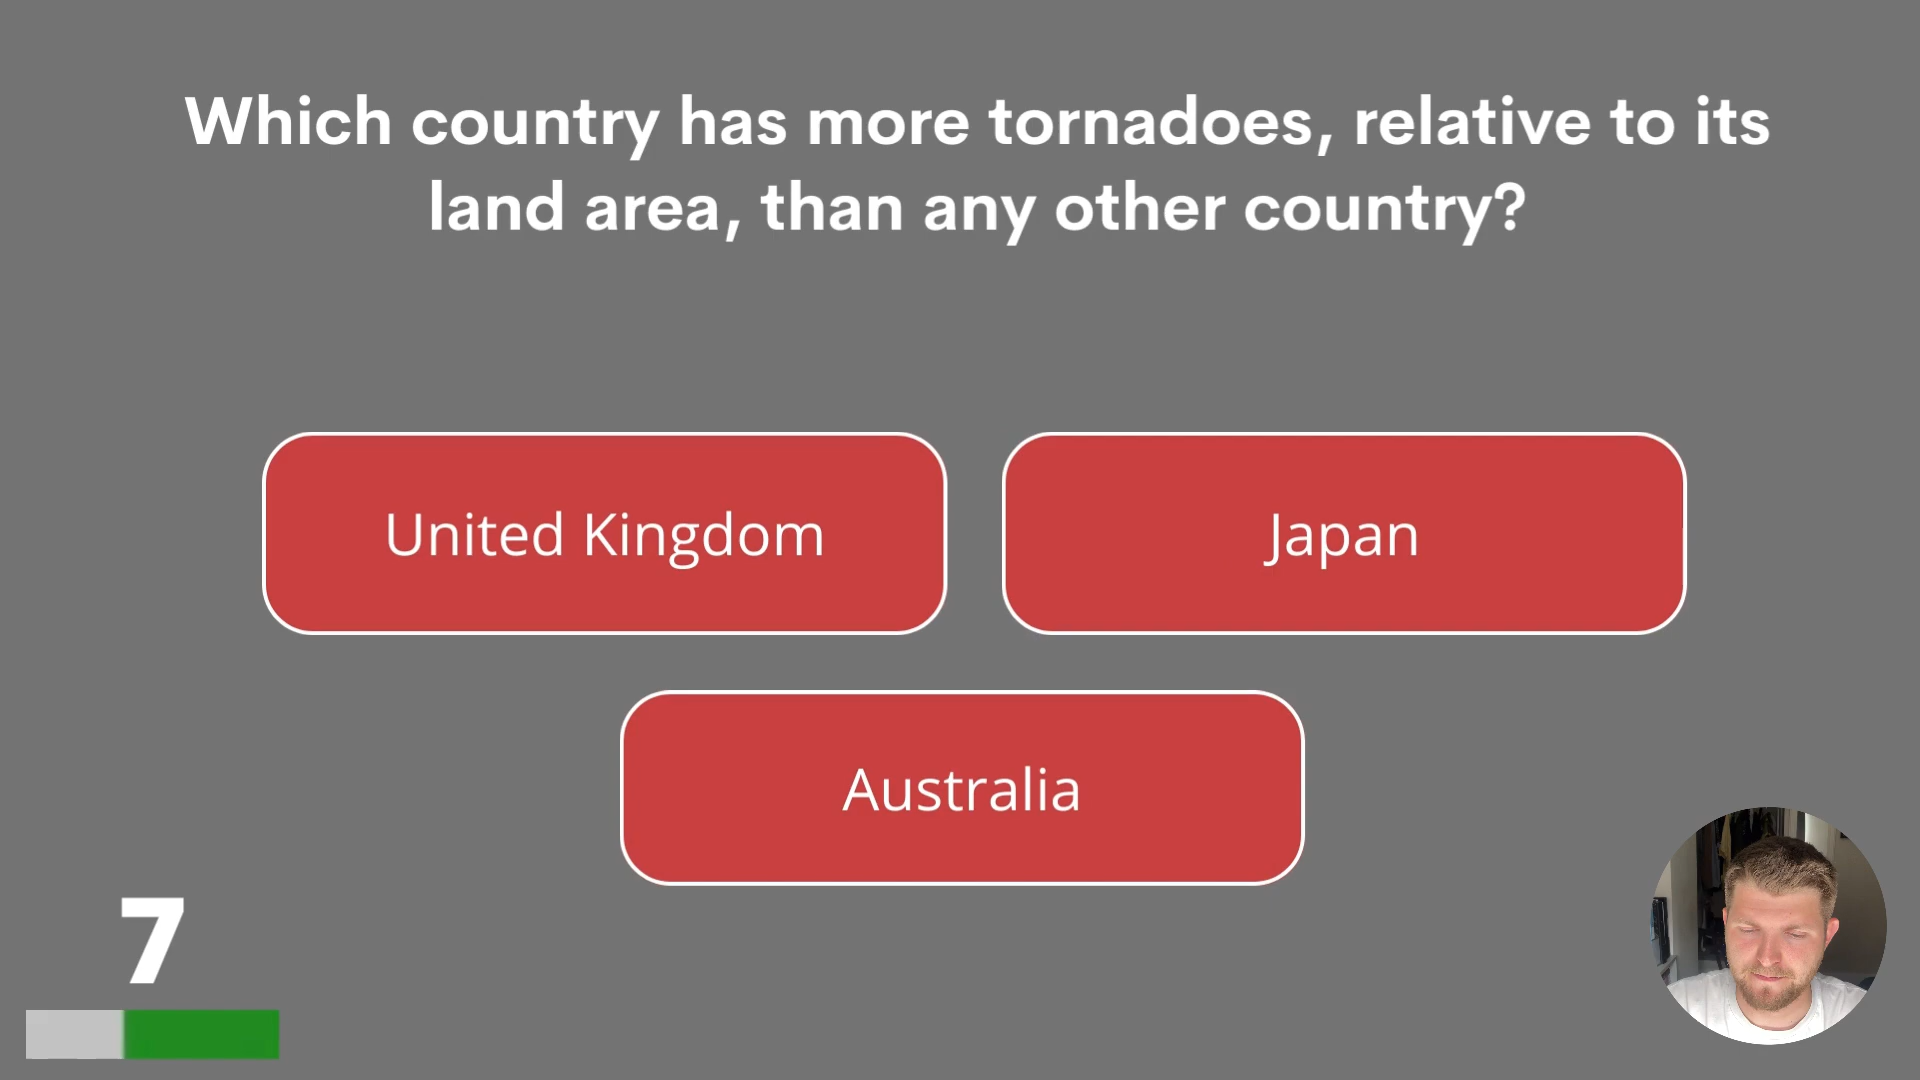 Which country has more tornadoes, relative to its
land area, than any other country?
United Kingdom
Japan
Australia
7